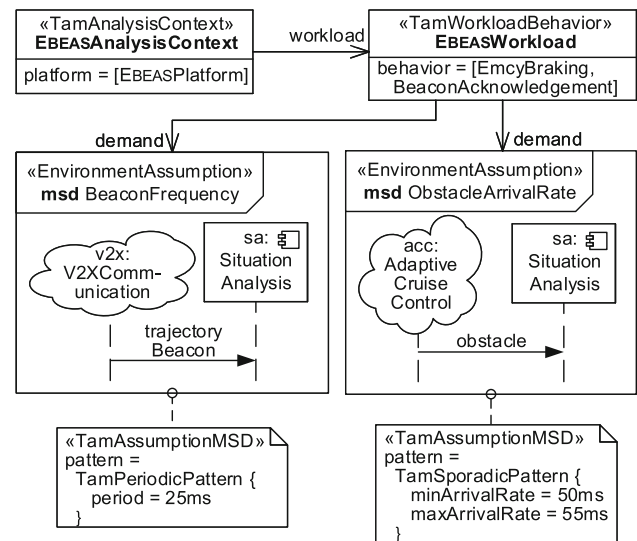 «TamAnalysisContext»
EBEASAnalysisContext
platform = [EBEASPlatform]
workload
«TamWorkloadBehavior»
EBEASWorkload
behavior = [EmcyBraking,
BeaconAcknowledgement]
demand
demand
«EnvironmentAssumption»
msd BeaconFrequency
v2x:
V2XComm-
unication
sa:
Situation
Analysis
trajectory
Beacon
«EnvironmentAssumption»
msd ObstacleArrivalRate
acc:
Adaptive
Cruise
Control
sa:
Situation
Analysis
obstacle
«TamAssumptionMSD»
pattern =
TamPeriodicPattern {
period = 25ms
}
«TamAssumptionMSD»
pattern =
TamSporadicPattern {
minArrivalRate = 50ms
maxArrivalRate = 55ms
}